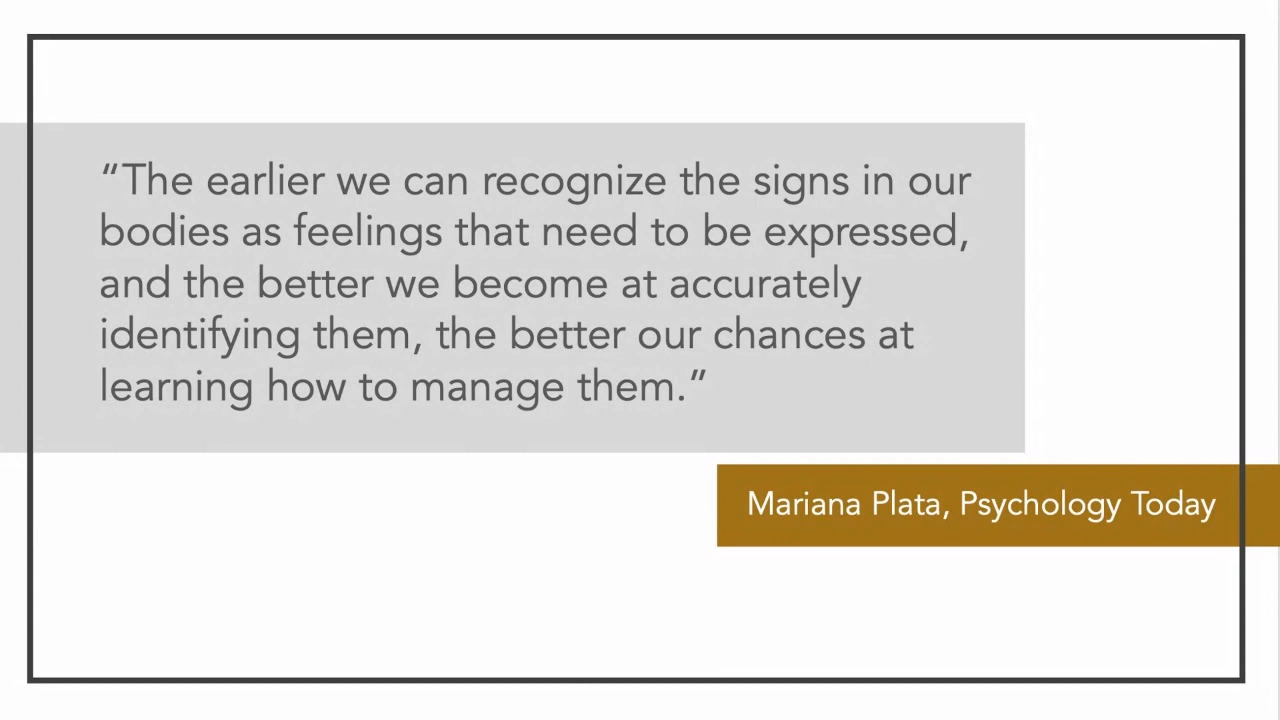 “The earlier we can recognize the signs in our
bodies as feelings that need to be expressed,
and the better we become at accurately
identifying them, the better our chances at
learning how to manage them.”
Mariana Plata, Psychology Today